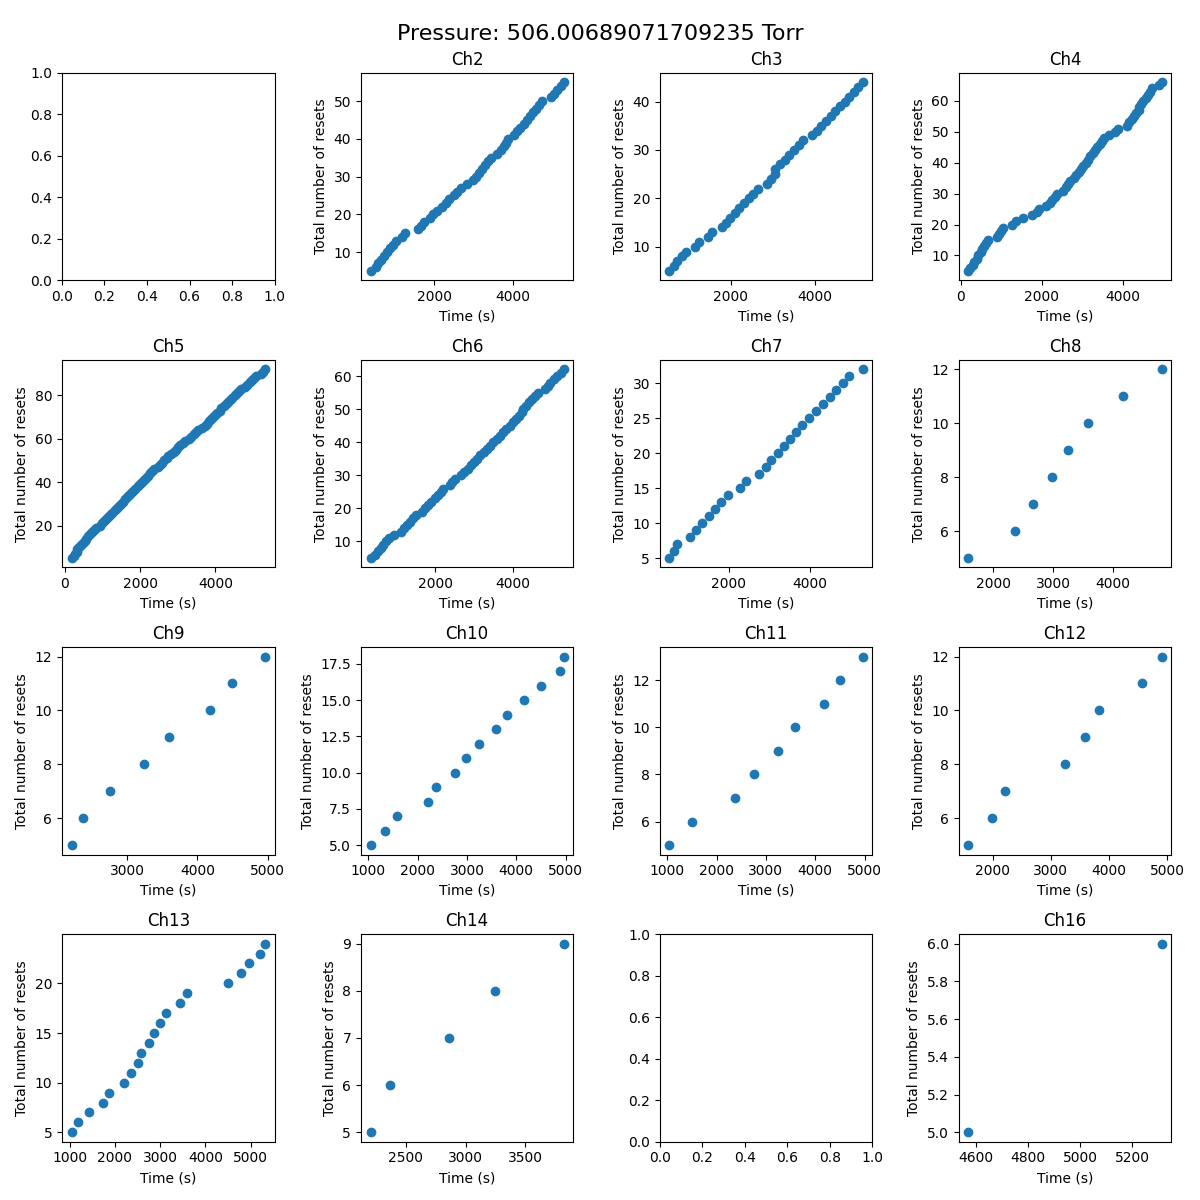 Pressure: 506.00689071709235 Torr
Ch2
Ch3
Ch4
1.0
0.8
0.6
0.4
0.2
0.0
0.0 0.2 0.4 0.6 0.8 1.0
Total number of resets
50
40
30
20
10
2000 4000
Time (s)
Total number of resets
40
30
20
10
2000 4000
Time (s)
Total number of resets
60
50
40
30
20
10
0 2000 4000
Time (s)
Ch5
Ch6
Ch7
Ch8
Total number of resets
80
60
40
20
0 2000 4000
Time (s)
Total number of resets
60
50
40
30
20
10
2000 4000
Time (s)
Total number of resets
30
25
20
15
10
5
2000 4000
Time (s)
Total number of resets
12
10
8
6
2000 3000 4000
Time (s)
Ch9
Ch10
Ch11
Ch12
Total number of resets
12
10
8
6
3000 4000 5000
Time (s)
Total number of resets
17.5
15.0
12.5
10.0
7.5
5.0
1000 2000 3000 4000 5000
Time (s)
Total number of resets
12
10
8
6
1000 2000 3000 4000 5000
Time (s)
Total number of resets
12
10
8
6
2000 3000 4000 5000
Time (s)
Ch13
Ch14
Ch16
Total number of resets
20
15
10
5
1000 2000 3000 4000 5000
Time (s)
Total number of resets
9
8
7
6
5
2500 3000 3500
Time (s)
1.0
0.8
0.6
0.4
0.2
0.0
0.0 0.2 0.4 0.6 0.8 1.0
Total number of resets
6.0
5.8
5.6
5.4
5.2
5.0
4600 4800 5000 5200
Time (s)